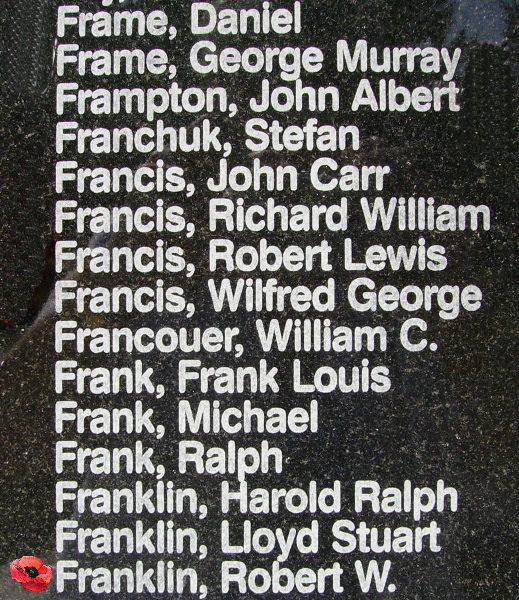 Frame, Daniel
Frame, George Murray
Frampton, John Albert
Franchuk, Stefan
Francis, John Carr
Francis, Richard William
Francis, Robert Lewis
Francis, Wilfred George
Francouer, William C.
Frank, Frank Louis
Frank, Michael
Frank, Ralph
Franklin, Harold Ralph
Franklin, Lloyd Stuart
Franklin, Robert W.